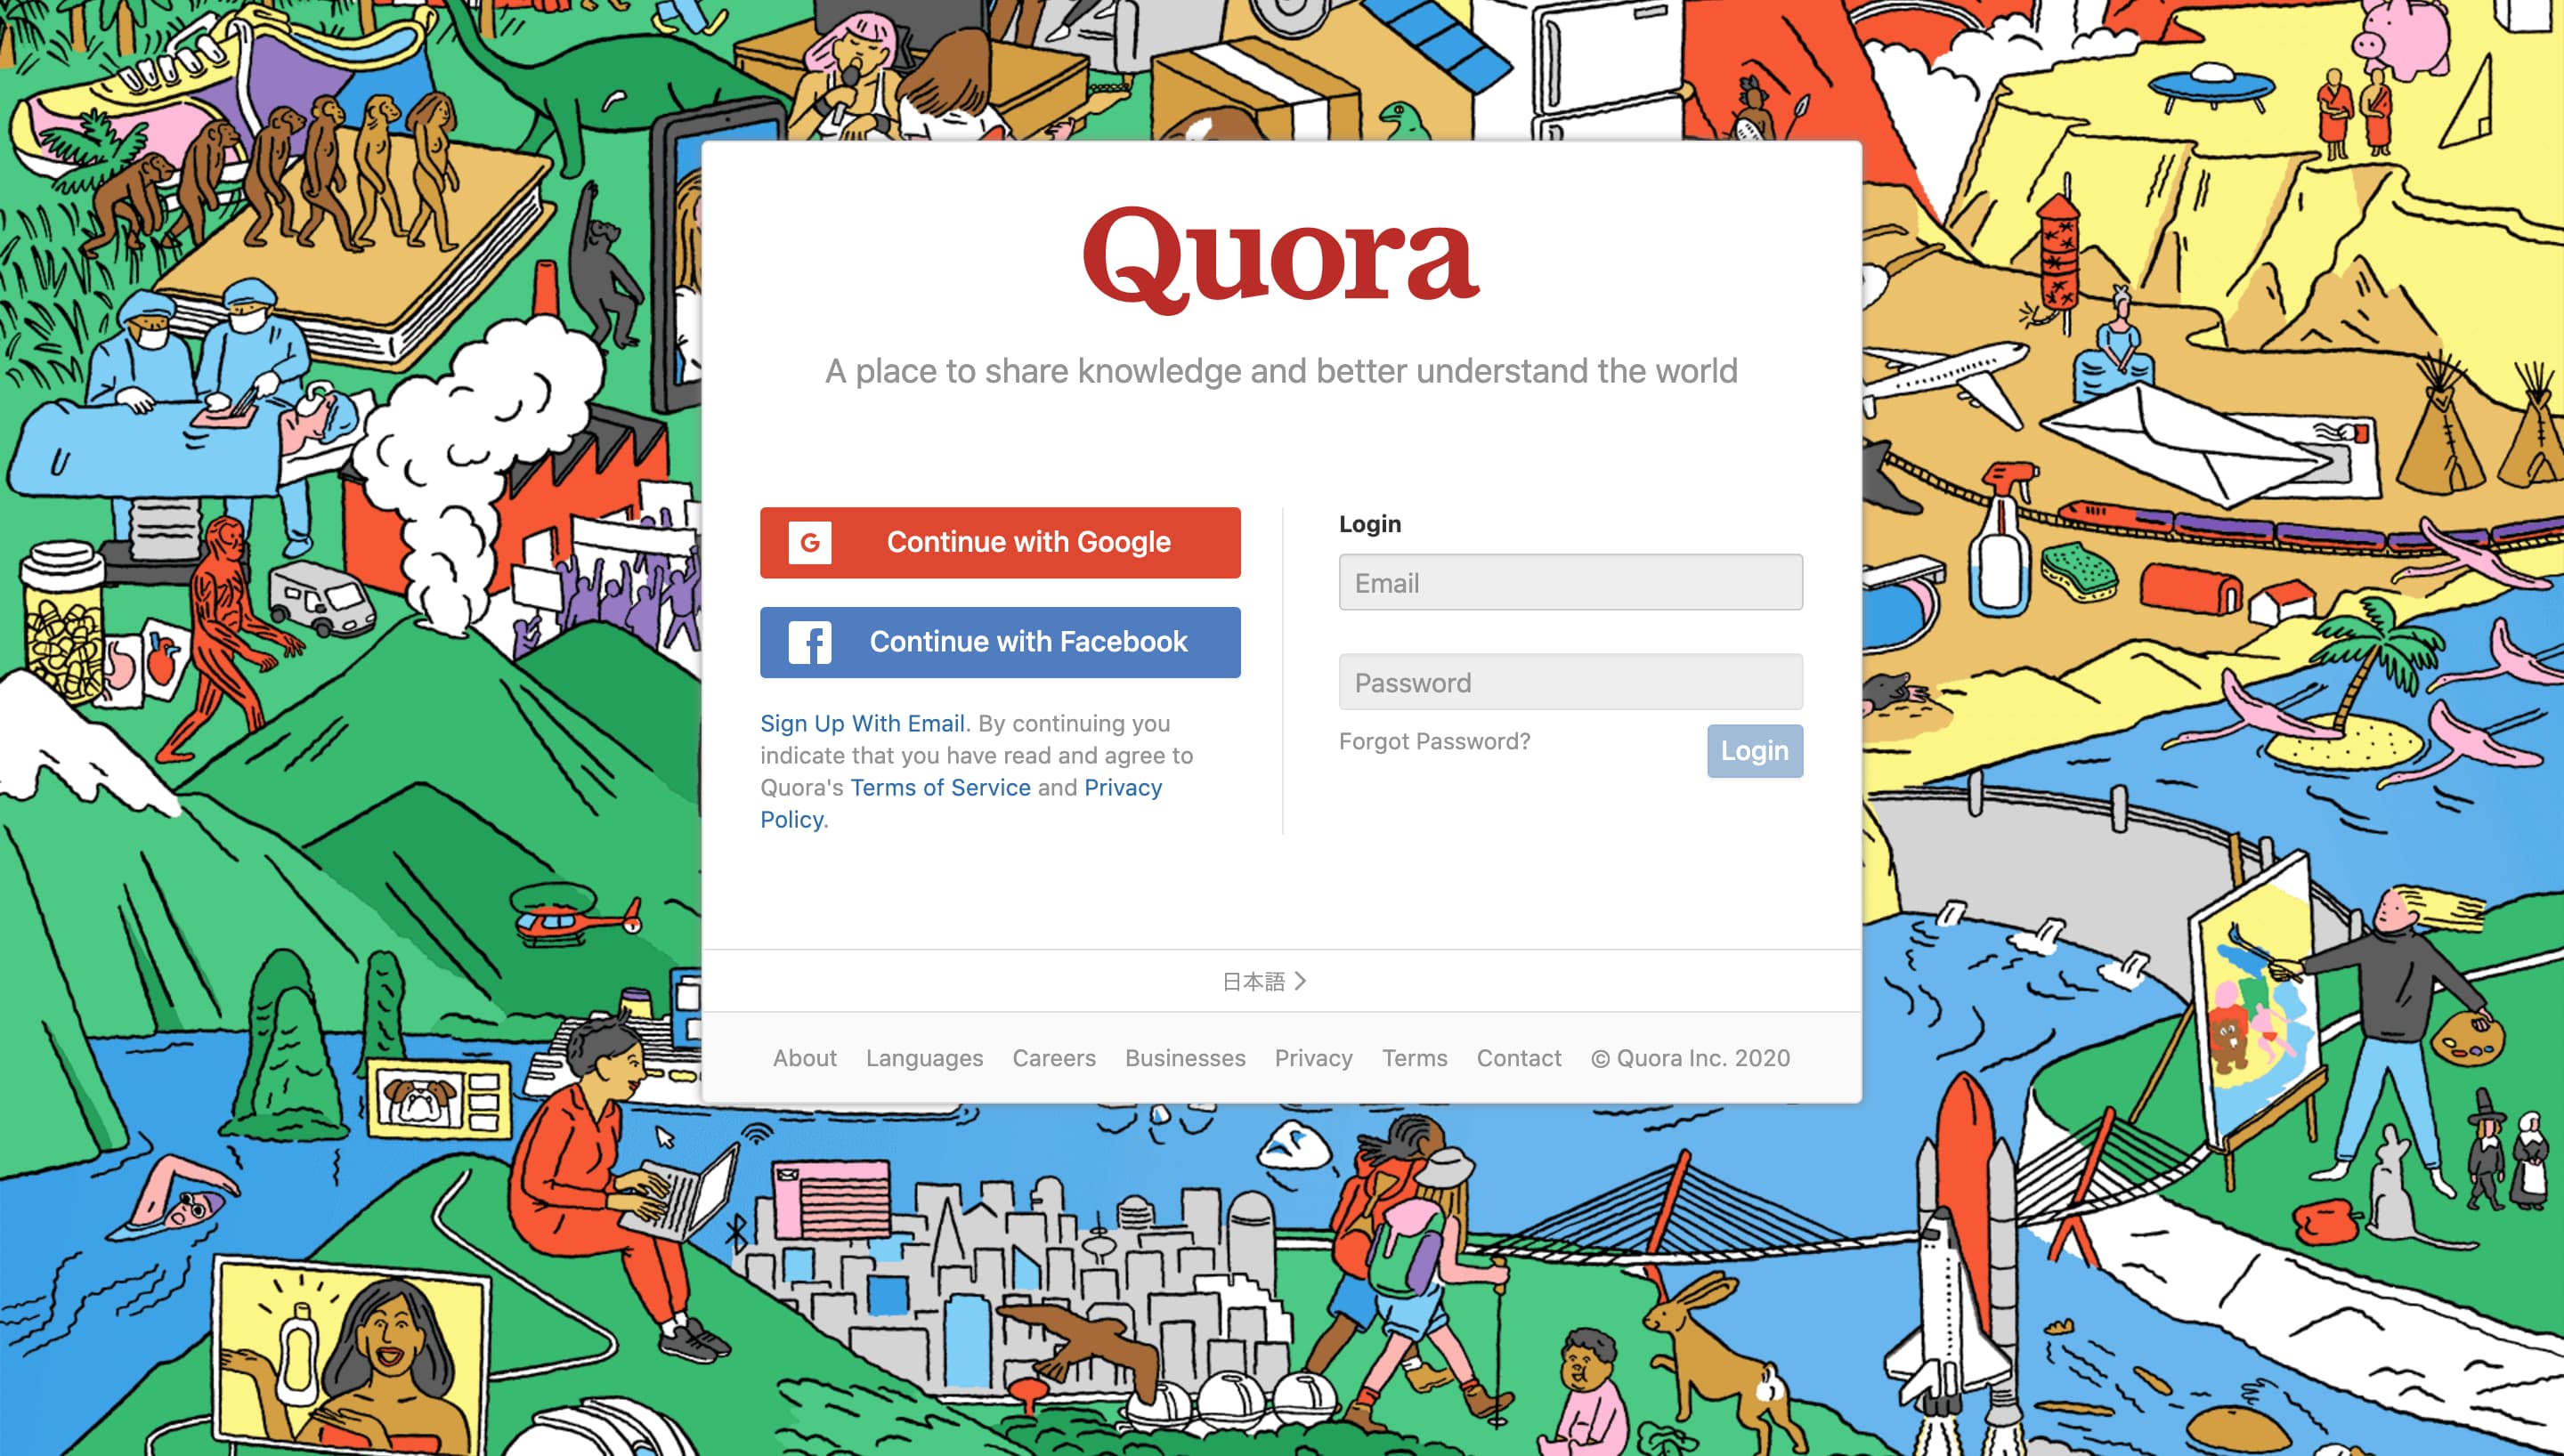 Quora
A place to share knowledge and better understand the world
G Continue with Google
f Continue with Facebook
Sign Up With Email. By continuing you
indicate that you have read and agree to
Quora's Terms of Service and Privacy
Policy.
Login
Email
Password
Forgot Password?
Login
日本語 >
About Languages Careers Businesses Privacy Terms Contact © Quora Inc. 2020